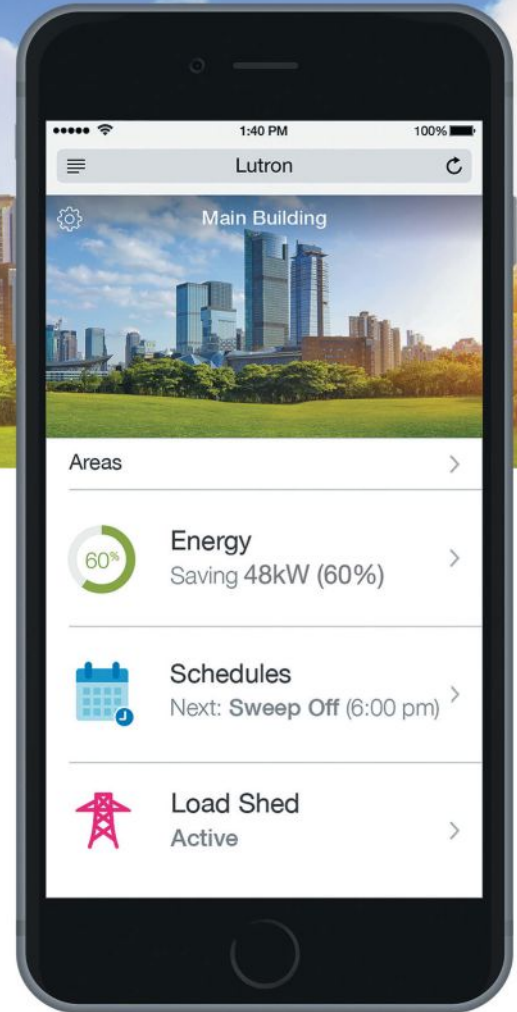 1:40 PM
100%
Lutron
Main Building
Areas
60%
Energy
Saving 48kW (60%)
Schedules
Next: Sweep Off (6:00 pm)
Load Shed
Active